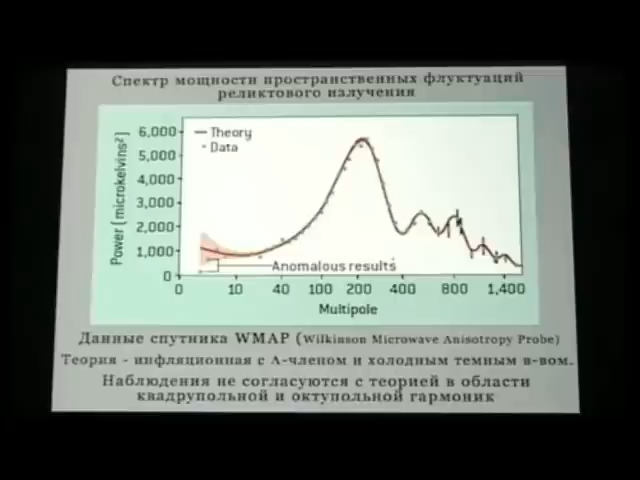 Спектр мощности пространственных флуктуаций
реликтового излучения
6,000
Theory
5,000
Data
4,000
3,000
2,000
1,000
0
Power (microkelvins²)
Anomalous results
0 10 40 100 200 400 800 1,400
Multipole
Данные спутника WMAP (Wilkinson Microwave Anisotropy Probe)
Теория - инфляционная с Λ-членом и холодным темным в-вом.
Наблюдения не согласуются с теорией в области
квадрупольной и октупольной гармоник